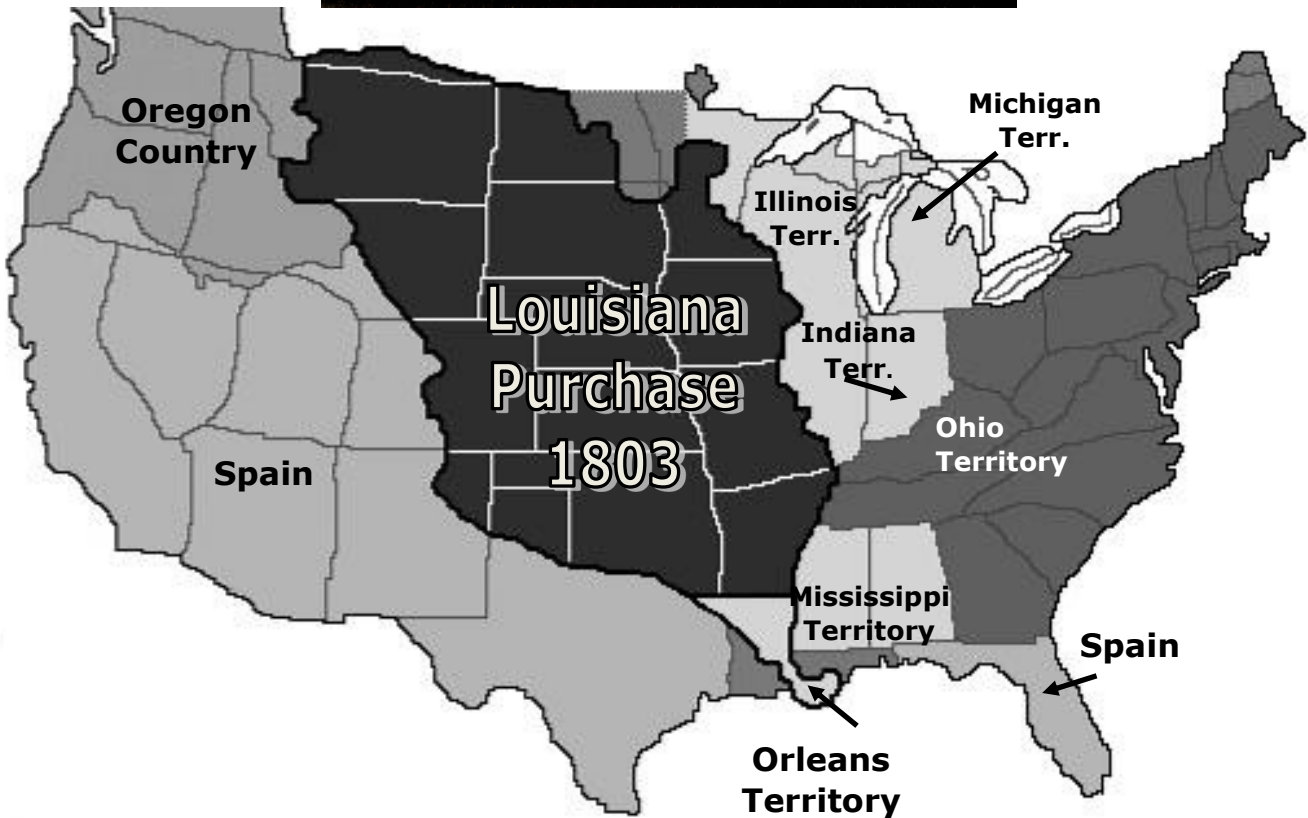 Oregon
Country
Michigan
Terr.
Illinois
Terr.
Louisiana
Purchase
1803
Indiana
Terr.
Ohio
Territory
Spain
Mississippi
Territory
Spain
Orleans
Territory